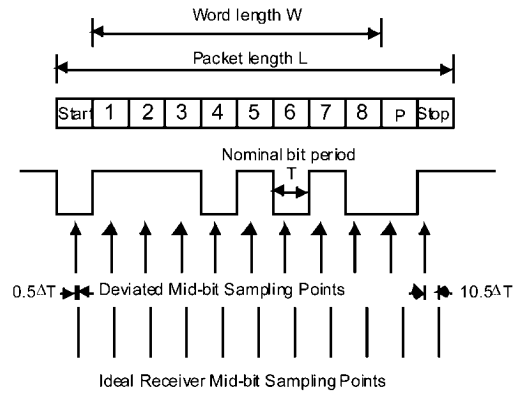 Word length W
Packet length L
Start 1 2 3 4 5 6 7 8 P Stop
Nominal bit period
T
0.5ΔT Deviated Mid-bit Sampling Points 10.5ΔT
Ideal Receiver Mid-bit Sampling Points